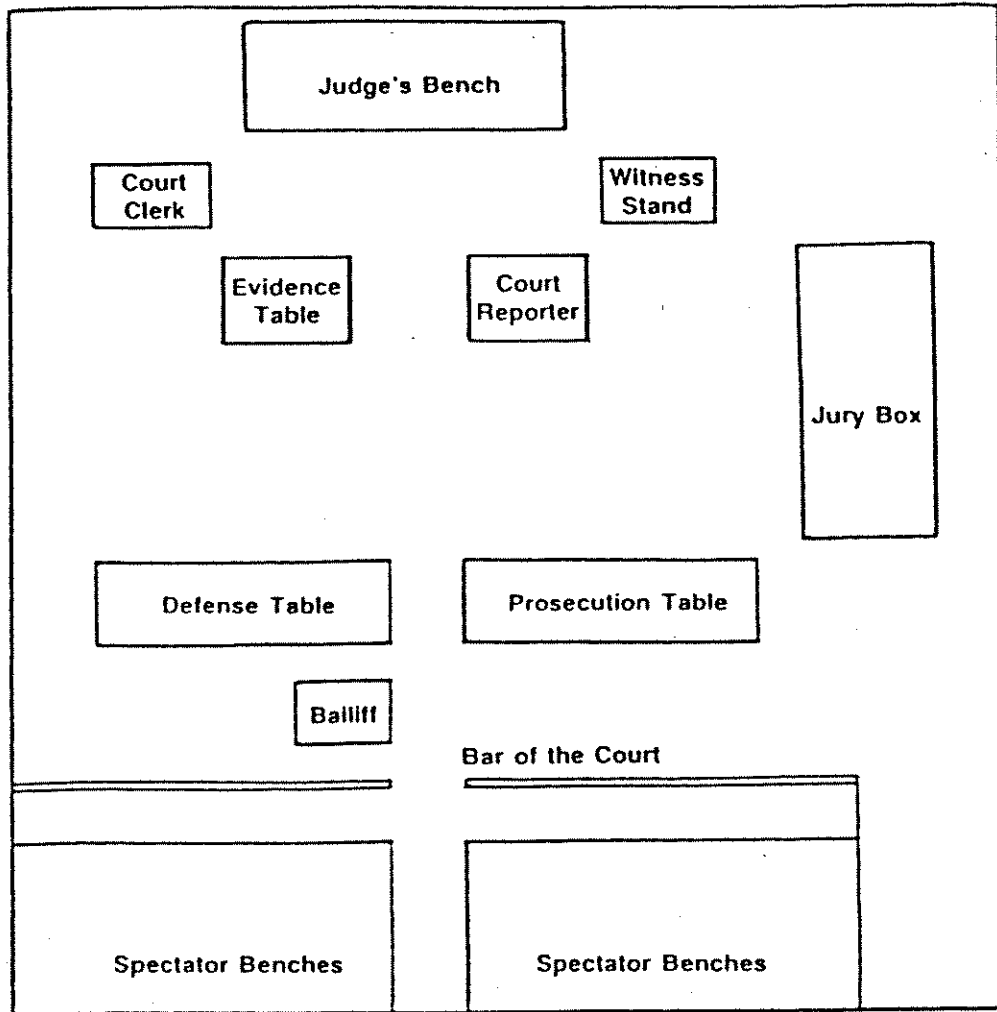 Judge's Bench
Court
Clerk
Witness
Stand
Evidence
Table
Court
Reporter
Jury Box
Defense Table
Prosecution Table
Bailiff
Bar of the Court
Spectator Benches
Spectator Benches